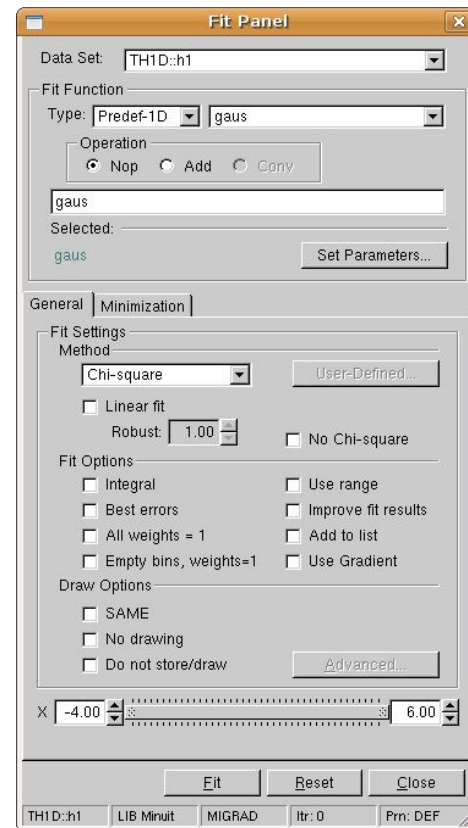 Fit Panel
Data Set: TH1D::h1
Fit Function
Type: Predef-1D gaus
Operation
Nop Add Conv
gaus
Selected:
gaus Set Parameters...
General Minimization
Fit Settings
Method
Chi-square User-Defined...
Linear fit
Robust: 1.00 No Chi-square
Fit Options
Integral Use range
Best errors Improve fit results
All weights = 1 Add to list
Empty bins, weights=1 Use Gradient
Draw Options
SAME
No drawing
Do not store/draw Advanced...
X -4.00 6.00
Fit Reset Close
TH1D::h1 LIB Minuit MIGRAD Itr: 0 Prn: DEF